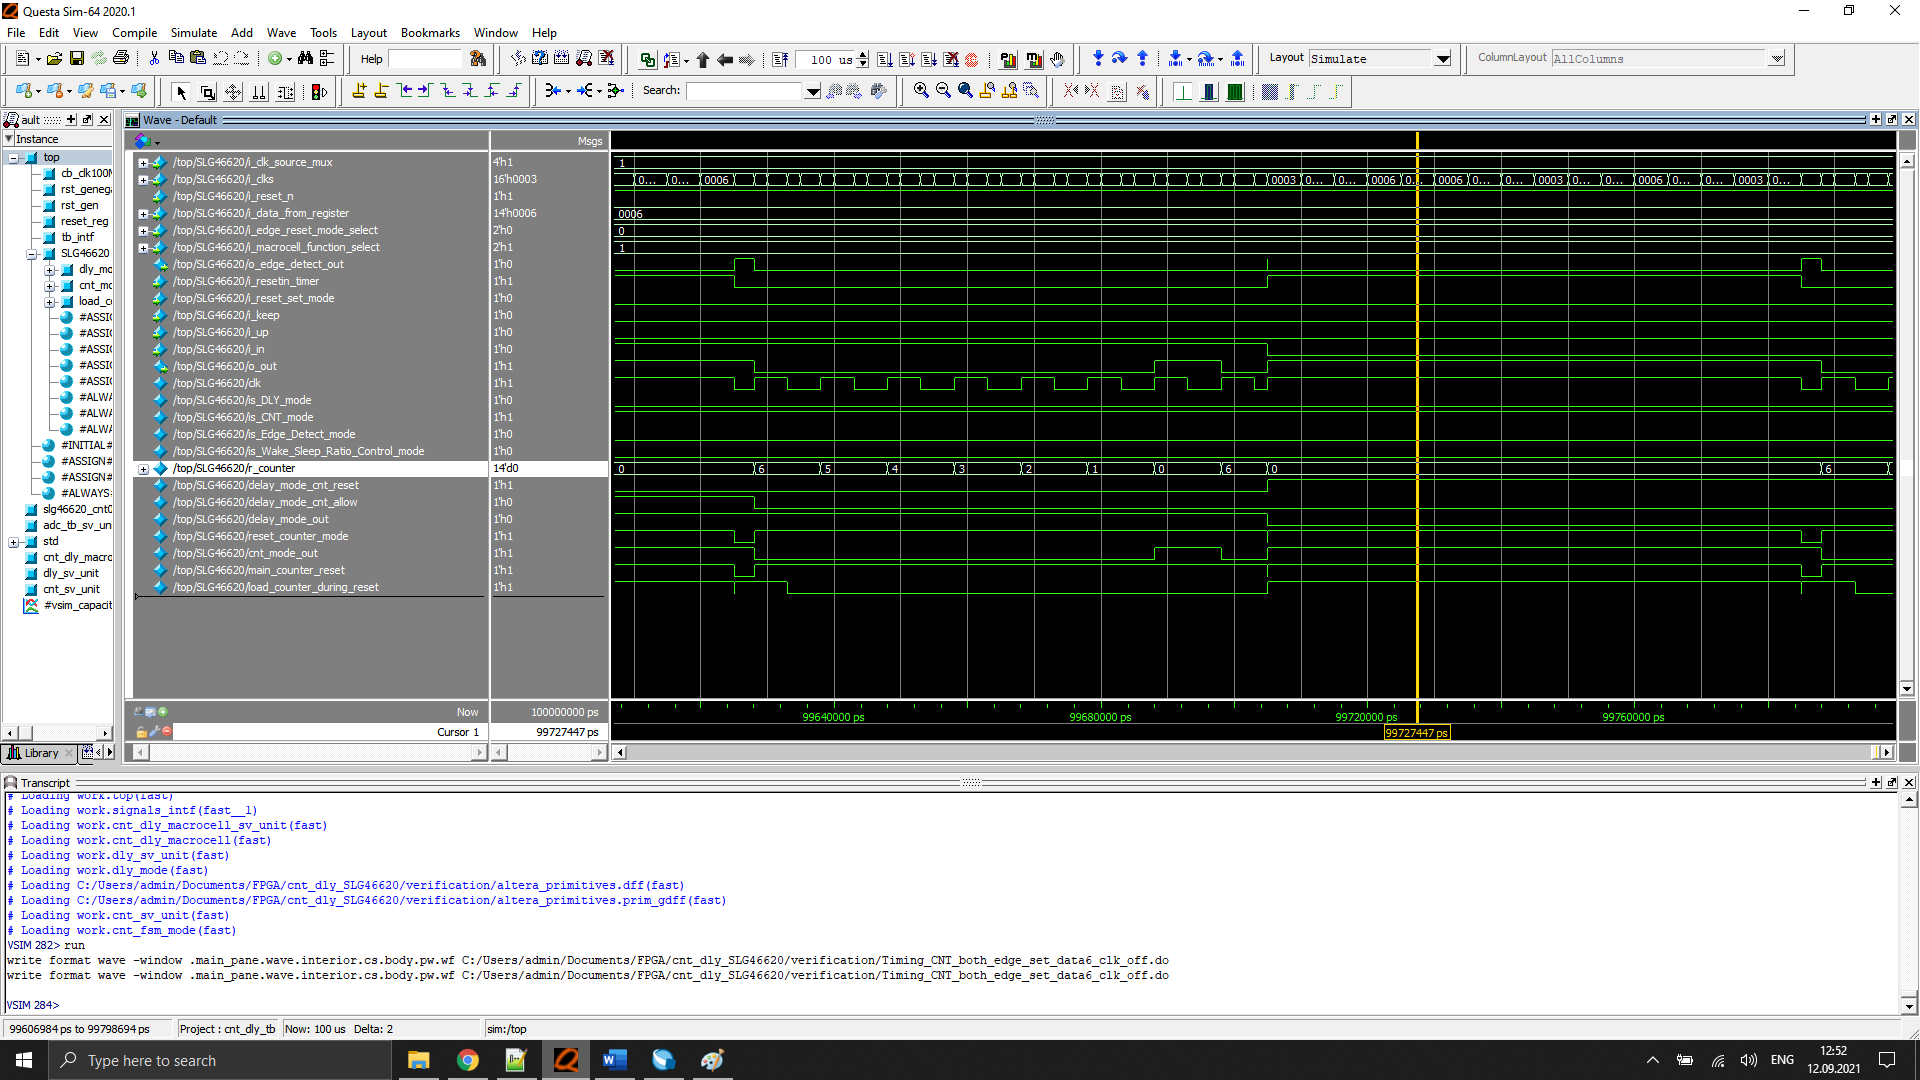 Questa Sim-64 2020.1
File Edit View Compile Simulate Add Wave Tools Layout Bookmarks Window Help
Help 100 us Layout Simulate ColumnLayout AllColumns
Search:
ault
Wave - Default
Instance
Msgs
top
cb_clk100M
rst_genega
rst_gen
reset_reg
tb_intf
SLG46620
dly_mo
cnt_mo
load_co
#ASSIG
#ASSIG
#ASSIG
#ASSIG
#ASSIG
#ALWA
#ALWA
#ALWA
#INITIAL#
#ASSIGN#
#ASSIGN#
#ALWAYS#
slg46620_cnt0
adc_tb_sv_un
std
cnt_dly_macro
dly_sv_unit
cnt_sv_unit
#vsim_capacit
Library
/top/SLG46620/i_clk_source_mux 4'h1 1
/top/SLG46620/i_clks 16'h0003 0... 0... 0006 0003 0... 0... 0006 0... 0006 0... 0... 0003 0... 0... 0006 0... 0... 0003 0...
/top/SLG46620/i_reset_n 1'h1
/top/SLG46620/i_data_from_register 14'h0006 0006
/top/SLG46620/i_edge_reset_mode_select 2'h0 0
/top/SLG46620/i_macrocell_function_select 2'h1 1
/top/SLG46620/o_edge_detect_out 1'h0
/top/SLG46620/i_resetin_timer 1'h1
/top/SLG46620/i_reset_set_mode 1'h0
/top/SLG46620/i_keep 1'h0
/top/SLG46620/i_up 1'h0
/top/SLG46620/i_in 1'h0
/top/SLG46620/o_out 1'h1
/top/SLG46620/clk 1'h1
/top/SLG46620/is_DLY_mode 1'h0
/top/SLG46620/is_CNT_mode 1'h1
/top/SLG46620/is_Edge_Detect_mode 1'h0
/top/SLG46620/is_Wake_Sleep_Ratio_Control_mode 1'h0
/top/SLG46620/r_counter 14'd0 0 6 5 4 3 2 1 0 6 0 6
/top/SLG46620/delay_mode_cnt_reset 1'h1
/top/SLG46620/delay_mode_cnt_allow 1'h0
/top/SLG46620/delay_mode_out 1'h0
/top/SLG46620/reset_counter_mode 1'h1
/top/SLG46620/cnt_mode_out 1'h1
/top/SLG46620/main_counter_reset 1'h1
/top/SLG46620/load_counter_during_reset 1'h1
Now 100000000 ps 99640000 ps 99680000 ps 99720000 ps 99760000 ps
Cursor 1 99727447 ps 99727447 ps
Transcript
# Loading work.top(fast)
# Loading work.signals_intf(fast__1)
# Loading work.cnt_dly_macrocell_sv_unit(fast)
# Loading work.cnt_dly_macrocell(fast)
# Loading work.dly_sv_unit(fast)
# Loading work.dly_mode(fast)
# Loading C:/Users/admin/Documents/FPGA/cnt_dly_SLG46620/verification/altera_primitives.dff(fast)
# Loading C:/Users/admin/Documents/FPGA/cnt_dly_SLG46620/verification/altera_primitives.prim_gdff(fast)
# Loading work.cnt_sv_unit(fast)
# Loading work.cnt_fsm_mode(fast)
VSIM 282> run
write format wave -window .main_pane.wave.interior.cs.body.pw.wf C:/Users/admin/Documents/FPGA/cnt_dly_SLG46620/verification/Timing_CNT_both_edge_set_data6_clk_off.do
write format wave -window .main_pane.wave.interior.cs.body.pw.wf C:/Users/admin/Documents/FPGA/cnt_dly_SLG46620/verification/Timing_CNT_both_edge_set_data6_clk_off.do
VSIM 284>
99606984 ps to 99798694 ps Project : cnt_dly_tb Now: 100 us Delta: 2 sim:/top
Type here to search
ENG
12:52
12.09.2021